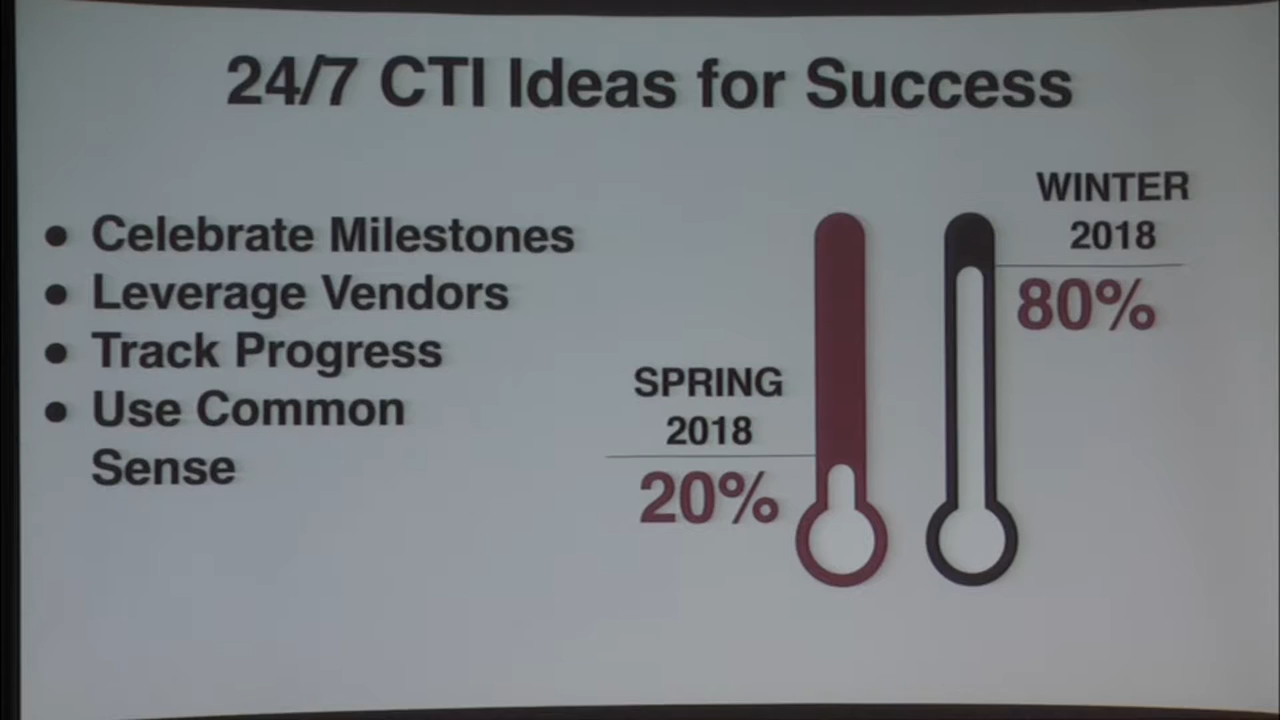 24/7 CTI Ideas for Success
• Celebrate Milestones
• Leverage Vendors
• Track Progress
• Use Common
Sense
SPRING
2018
20%
WINTER
2018
80%